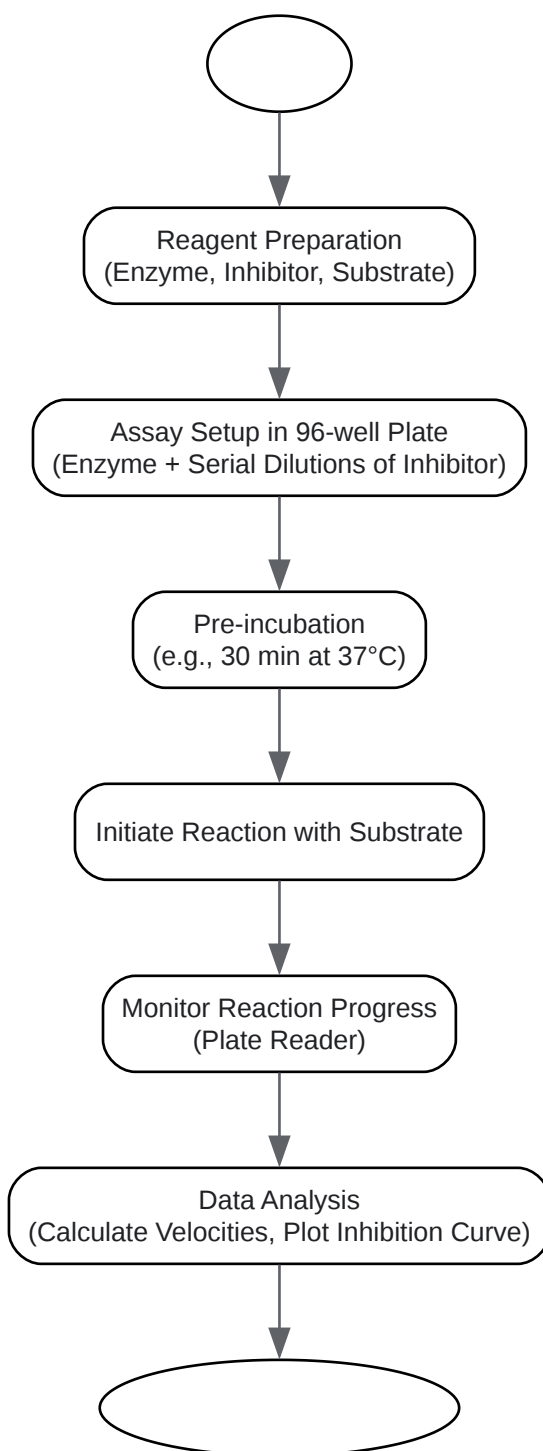 Reagent Preparation
(Enzyme, Inhibitor, Substrate)
Assay Setup in 96-well Plate
(Enzyme + Serial Dilutions of Inhibitor)
Pre-incubation
(e.g., 30 min at 37°C)
Initiate Reaction with Substrate
Monitor Reaction Progress
(Plate Reader)
Data Analysis
(Calculate Velocities, Plot Inhibition Curve)